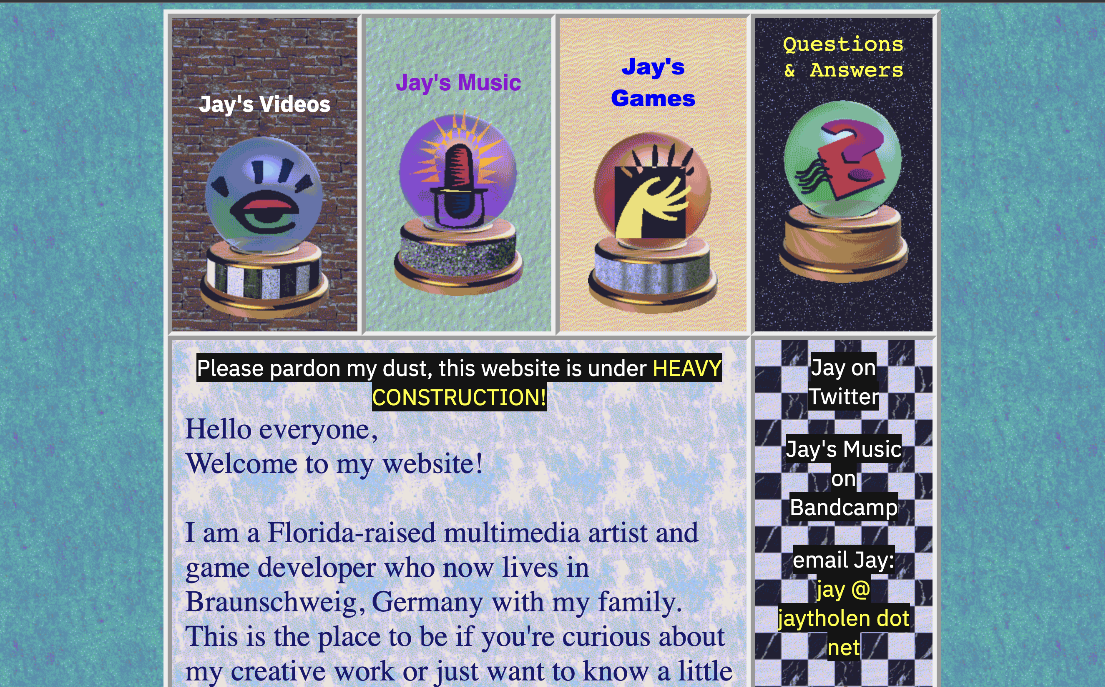 Jay's Videos
Jay's Music
Jay's
Games
Questions
& Answers
Please pardon my dust, this website is under HEAVY
CONSTRUCTION!
Hello everyone,
Welcome to my website!
I am a Florida-raised multimedia artist and
game developer who now lives in
Braunschweig, Germany with my family.
This is the place to be if you're curious about
my creative work or just want to know a little
Jay on
Twitter
Jay's Music
on
Bandcamp
email Jay:
jay @
jaytholen dot
net